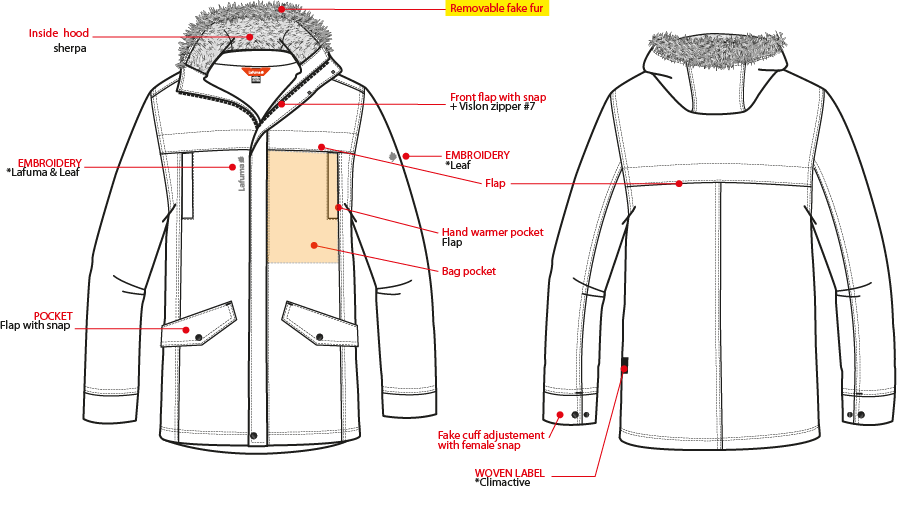 Removable fake fur
Inside hood
sherpa
Lafuma
Front flap with snap
+ Vislon zipper #7
EMBROIDERY
*Lafuma & Leaf
Lafuma
EMBROIDERY
*Leaf
Flap
Hand warmer pocket
Flap
Bag pocket
POCKET
Flap with snap
Fake cuff adjustement
with female snap
WOVEN LABEL
*Climactive